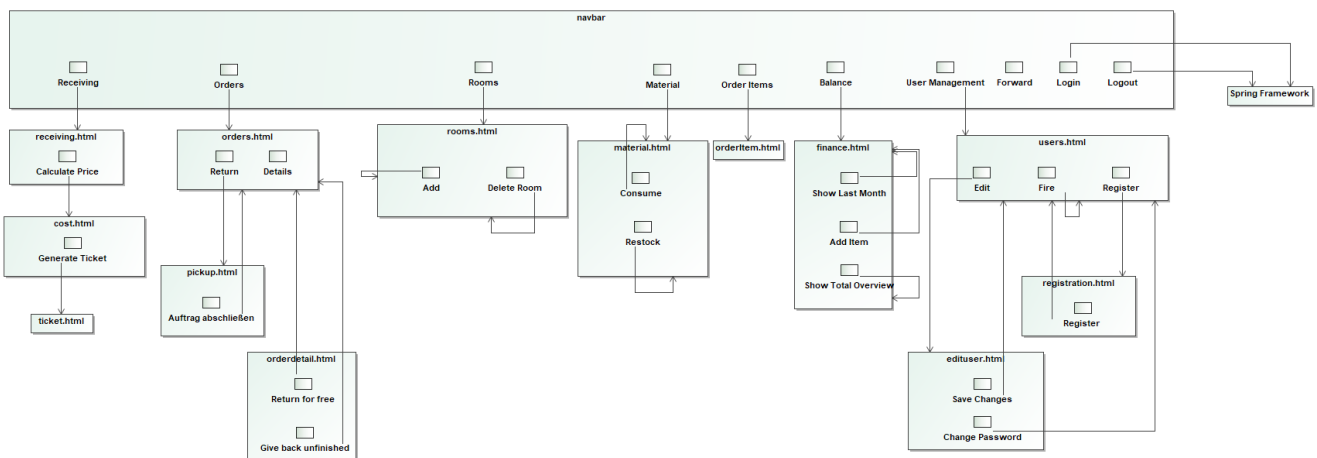 navbar
Receiving
Orders
Rooms
Material
Order Items
Balance
User Management
Forward
Login
Logout
Spring Framework
receiving.html
Calculate Price
orders.html
Return
Details
rooms.html
Add
Delete Room
material.html
Consume
Restock
orderItem.html
finance.html
Show Last Month
Add Item
Show Total Overview
users.html
Edit
Fire
Register
cost.html
Generate Ticket
ticket.html
pickup.html
Auftrag abschließen
orderdetail.html
Return for free
Give back unfinished
registration.html
Register
edituser.html
Save Changes
Change Password